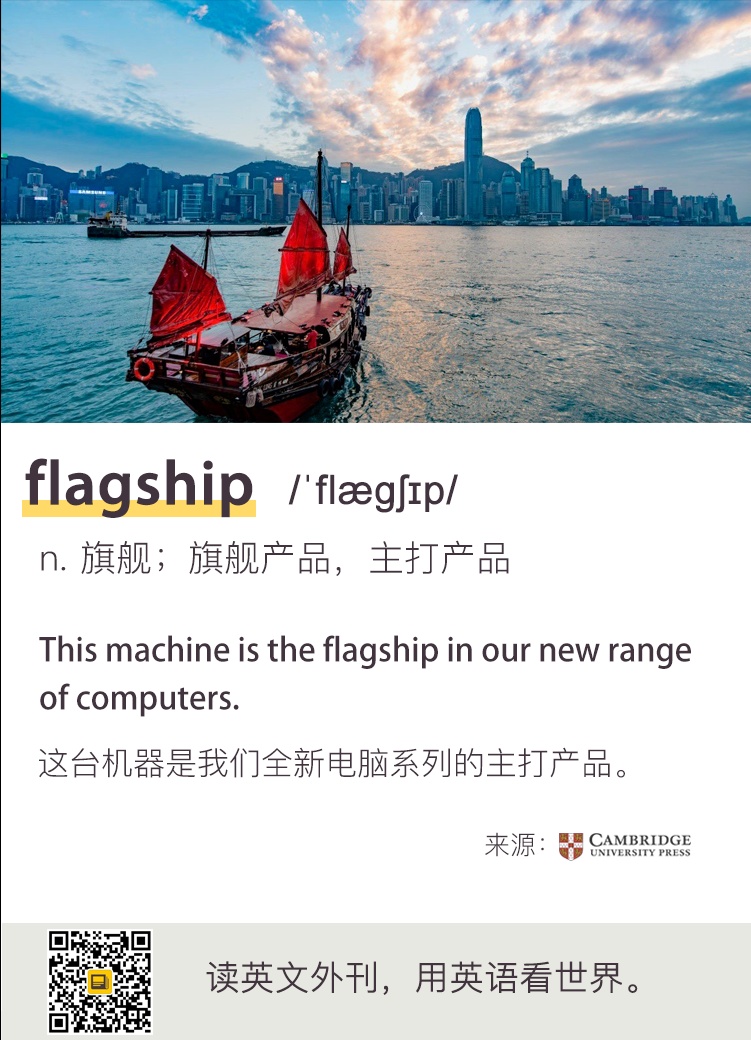 SAMSUNG
flagship /ˈflægʃɪp/
n. 旗舰；旗舰产品，主打产品
This machine is the flagship in our new range
of computers.
这台机器是我们全新电脑系列的主打产品。
来源： CAMBRIDGE
UNIVERSITY PRESS
读英文外刊，用英语看世界。